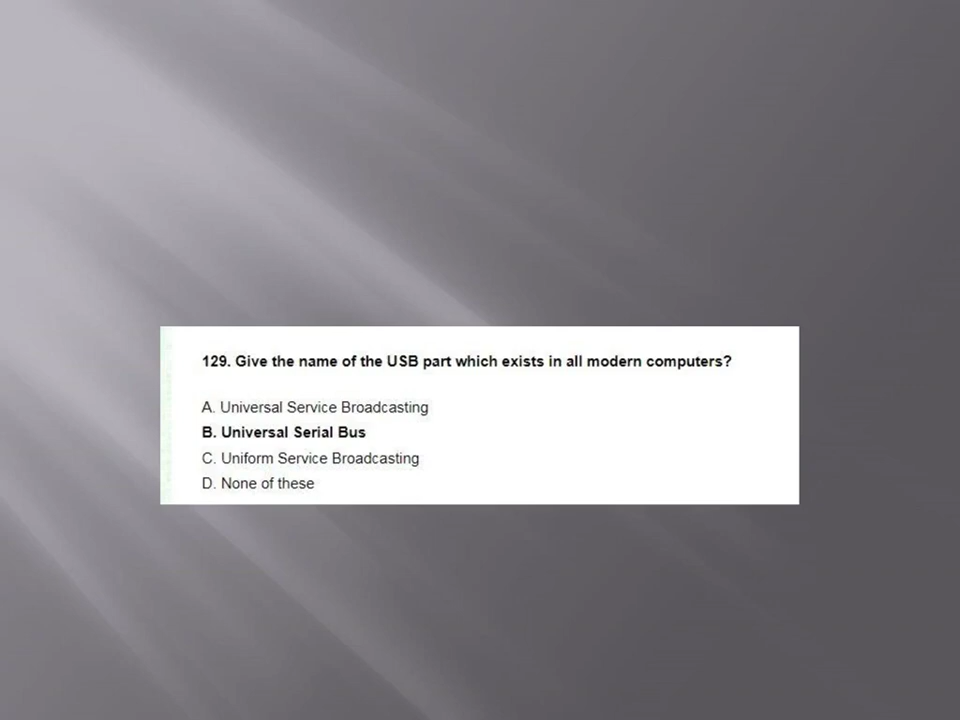 129. Give the name of the USB part which exists in all modern computers?
A. Universal Service Broadcasting
B. Universal Serial Bus
C. Uniform Service Broadcasting
D. None of these